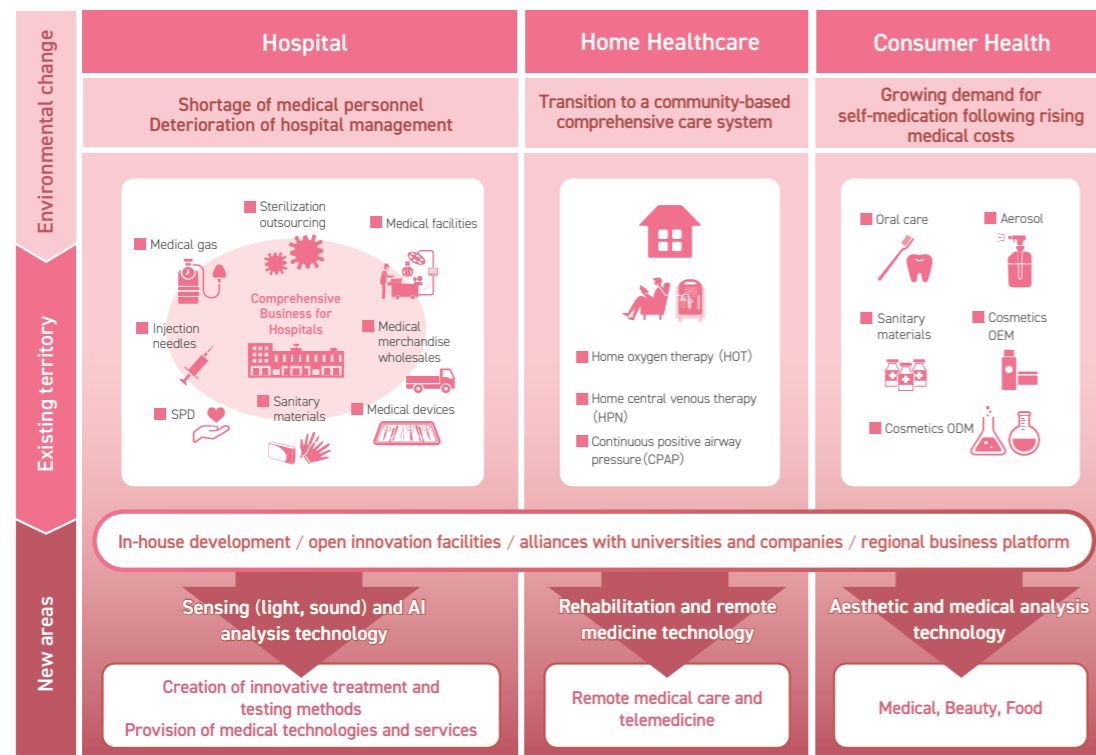 Environmental change
Existing territory
New areas
Hospital
Shortage of medical personnel
Deterioration of hospital management
Sterilization
outsourcing
Medical facilities
Medical gas
Comprehensive
Business for
Hospitals
Injection
needles
Medical
merchandise
wholesales
SPD
Sanitary
materials
Medical devices
Home Healthcare
Transition to a community-based
comprehensive care system
Home oxygen therapy (HOT)
Home central venous therapy
(HPN)
Continuous positive airway
pressure (CPAP)
Consumer Health
Growing demand for
self-medication following rising
medical costs
Oral care
Aerosol
Sanitary
materials
Cosmetics
OEM
Cosmetics ODM
In-house development / open innovation facilities / alliances with universities and companies / regional business platform
Sensing (light, sound) and AI
analysis technology
Creation of innovative treatment and
testing methods
Provision of medical technologies and services
Rehabilitation and remote
medicine technology
Remote medical care and
telemedicine
Aesthetic and medical analysis
technology
Medical, Beauty, Food